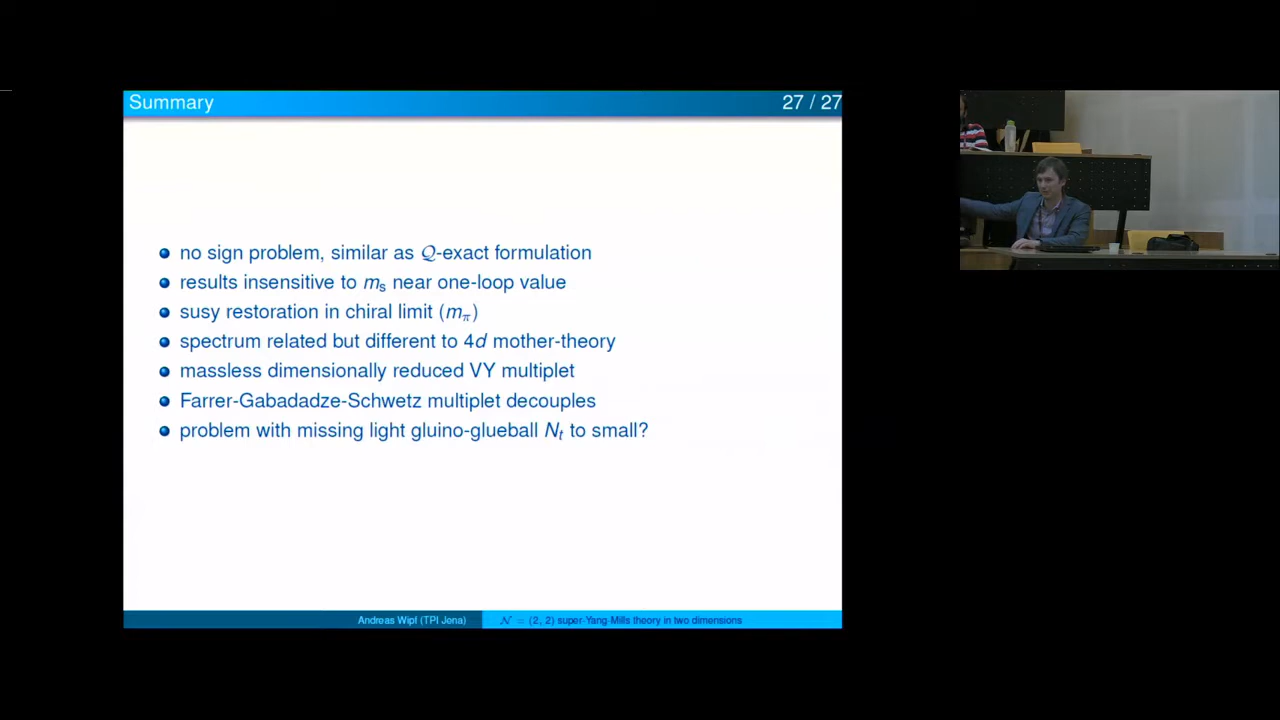 Summary 27 / 27
no sign problem, similar as Q-exact formulation
results insensitive to mₛ near one-loop value
susy restoration in chiral limit (m_π)
spectrum related but different to 4d mother-theory
massless dimensionally reduced VY multiplet
Farrer-Gabadadze-Schwetz multiplet decouples
problem with missing light gluino-glueball Nₜ to small?
Andreas Wipf (TPI Jena) N = (2, 2) super-Yang-Mills theory in two dimensions